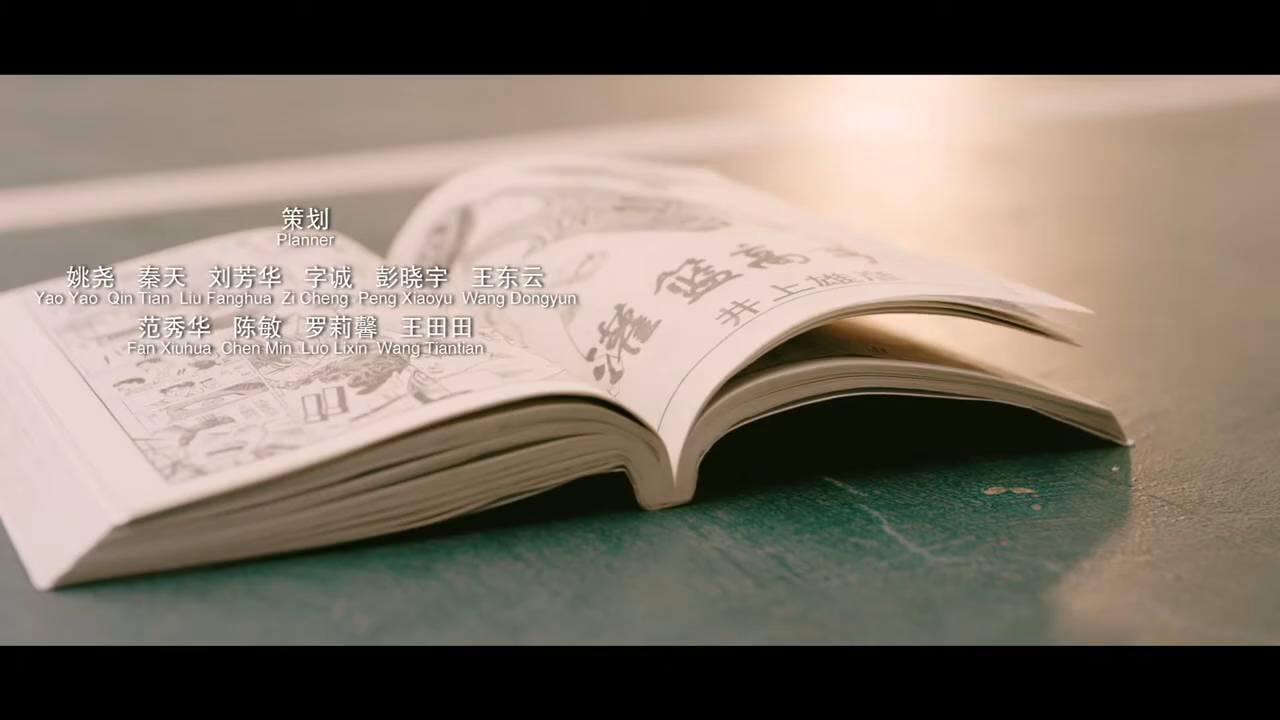 策划
Planner
姚尧 秦天 刘芳华 字诚 彭晓宇 王东云
Yao Yao Qin Tian Liu Fanghua Zi Cheng Peng Xiaoyu Wang Dongyun
范秀华 陈敏 罗莉馨 王田田
Fan Xiuhua Chen Min Luo Lixin Wang Tiantian
灌篮高手
井上雄彦